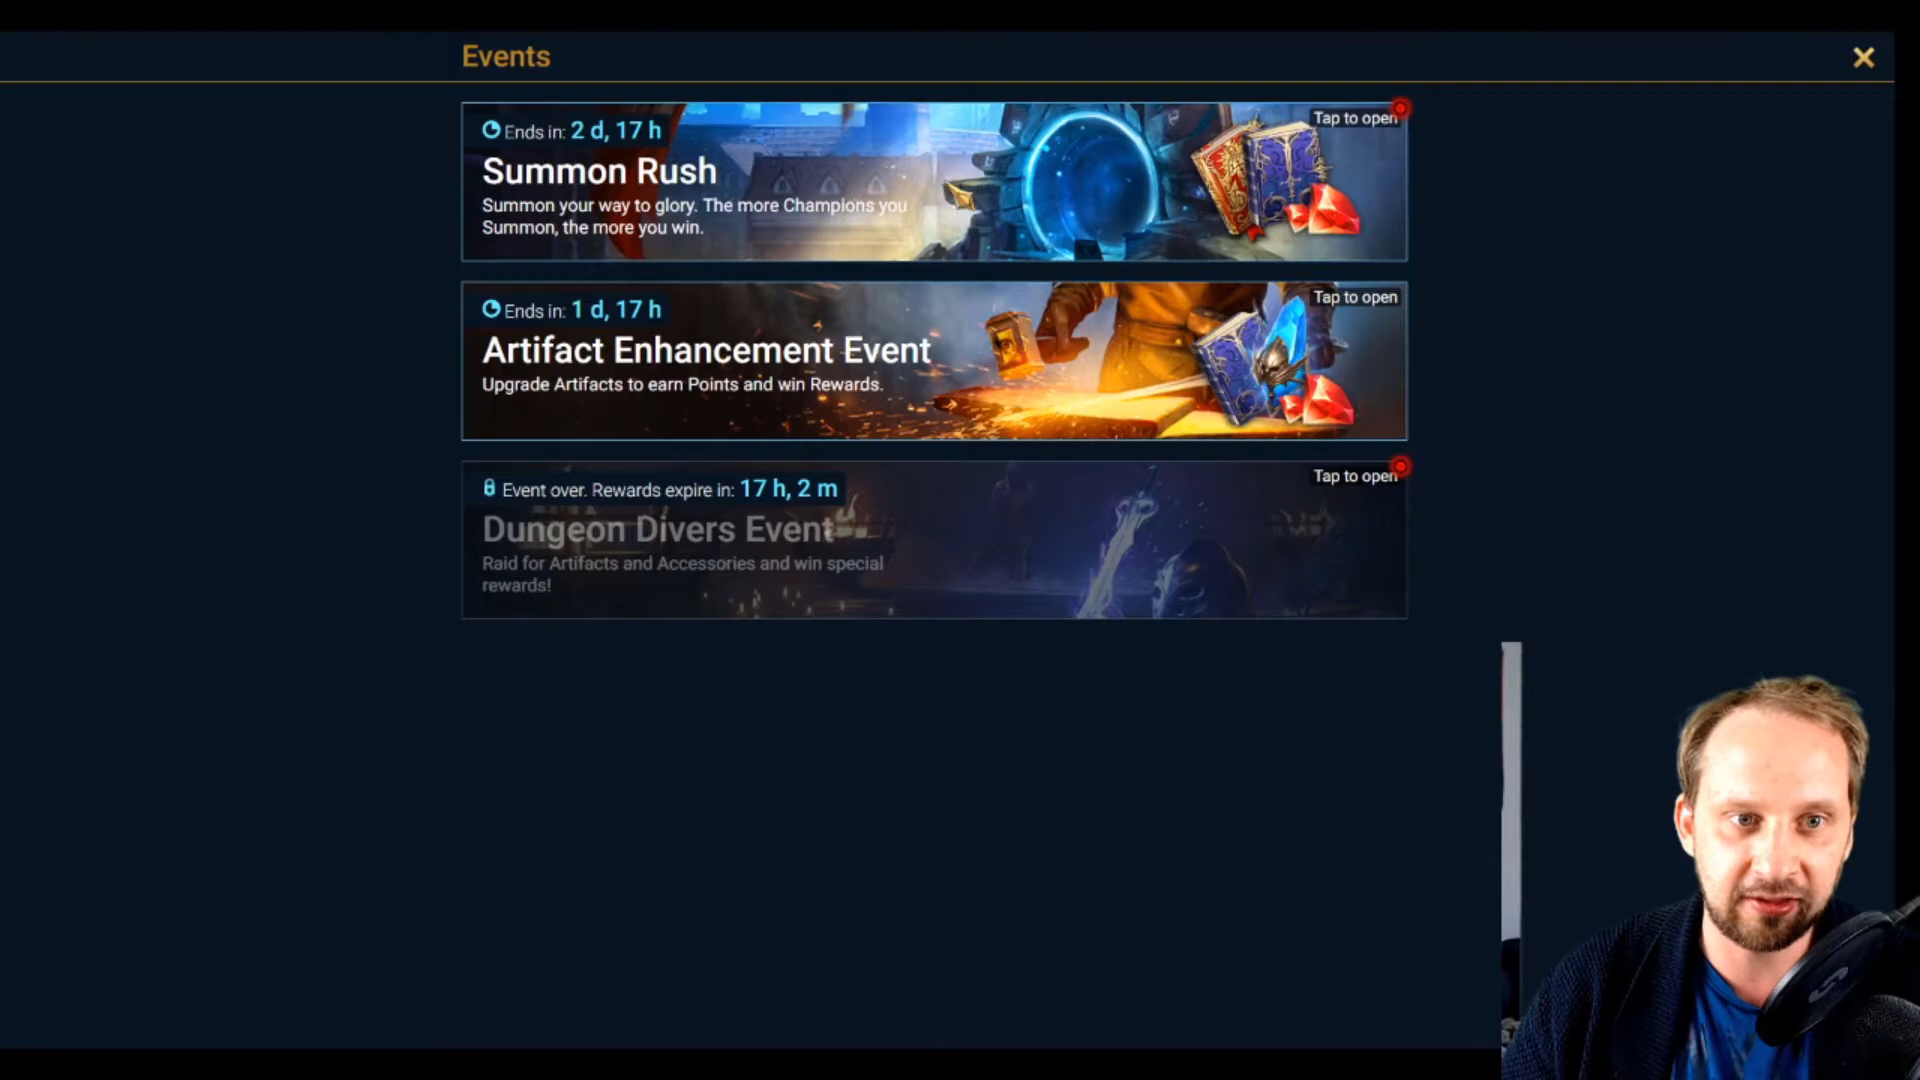 Events
Ends in: 2 d, 17 h
Tap to open
Summon Rush
Summon your way to glory. The more Champions you
Summon, the more you win.
Ends in: 1 d, 17 h
Tap to open
Artifact Enhancement Event
Upgrade Artifacts to earn Points and win Rewards.
Event over. Rewards expire in: 17 h, 2 m
Tap to open
Dungeon Divers Event
Raid for Artifacts and Accessories and win special
rewards!